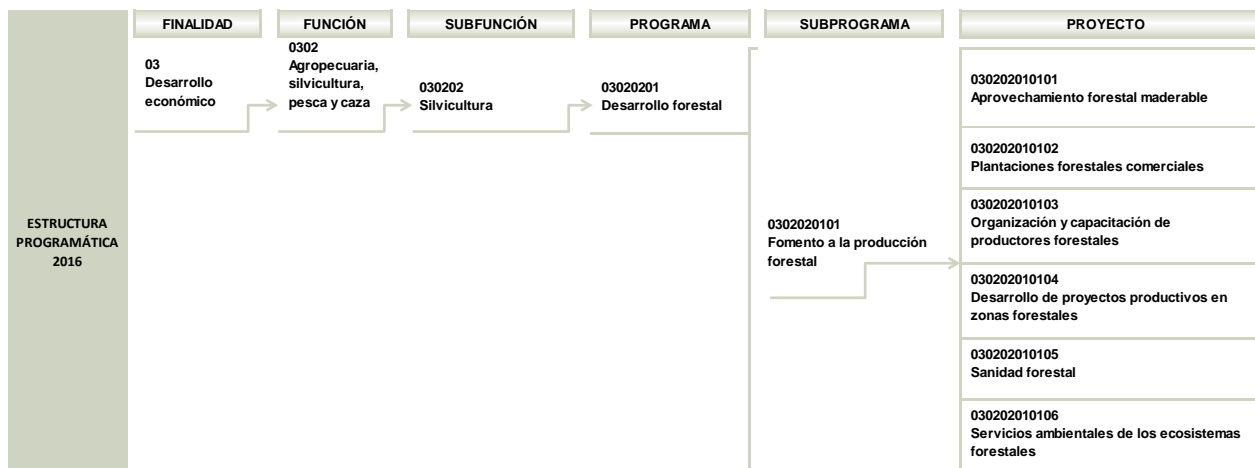 FINALIDAD
FUNCIÓN
SUBFUNCIÓN
PROGRAMA
SUBPROGRAMA
PROYECTO
ESTRUCTURA
PROGRAMÁTICA
2016
03
Desarrollo
económico
0302
Agropecuaria,
silvicultura,
pesca y caza
030202
Silvicultura
03020201
Desarrollo forestal
0302020101
Fomento a la producción
forestal
030202010101
Aprovechamiento forestal maderable
030202010102
Plantaciones forestales comerciales
030202010103
Organización y capacitación de
productores forestales
030202010104
Desarrollo de proyectos productivos en
zonas forestales
030202010105
Sanidad forestal
030202010106
Servicios ambientales de los ecosistemas
forestales